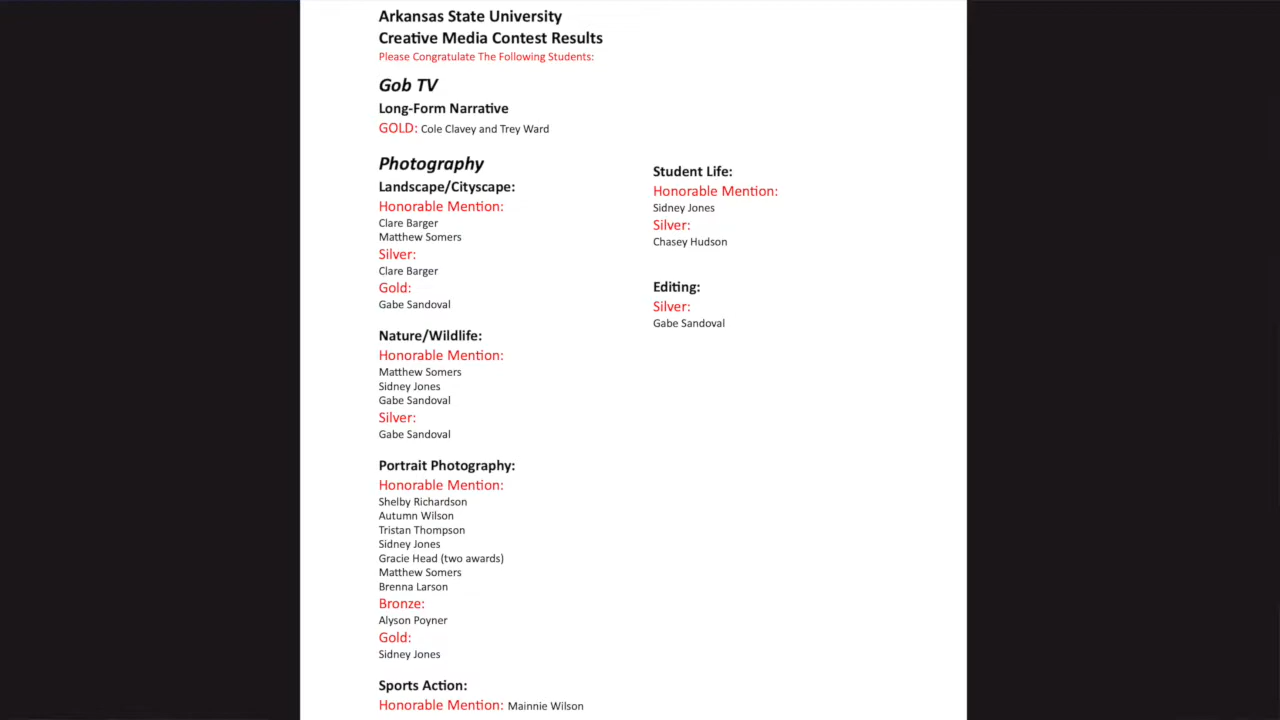 Arkansas State University
Creative Media Contest Results
Please Congratulate The Following Students:
Gob TV
Long-Form Narrative
GOLD: Cole Clavey and Trey Ward
Photography
Landscape/Cityscape:
Honorable Mention:
Clare Barger
Matthew Somers
Silver:
Clare Barger
Gold:
Gabe Sandoval
Nature/Wildlife:
Honorable Mention:
Matthew Somers
Sidney Jones
Gabe Sandoval
Silver:
Gabe Sandoval
Portrait Photography:
Honorable Mention:
Shelby Richardson
Autumn Wilson
Tristan Thompson
Sidney Jones
Gracie Head (two awards)
Matthew Somers
Brenna Larson
Bronze:
Alyson Poyner
Gold:
Sidney Jones
Sports Action:
Honorable Mention: Mainnie Wilson
Student Life:
Honorable Mention:
Sidney Jones
Silver:
Chasey Hudson
Editing:
Silver:
Gabe Sandoval